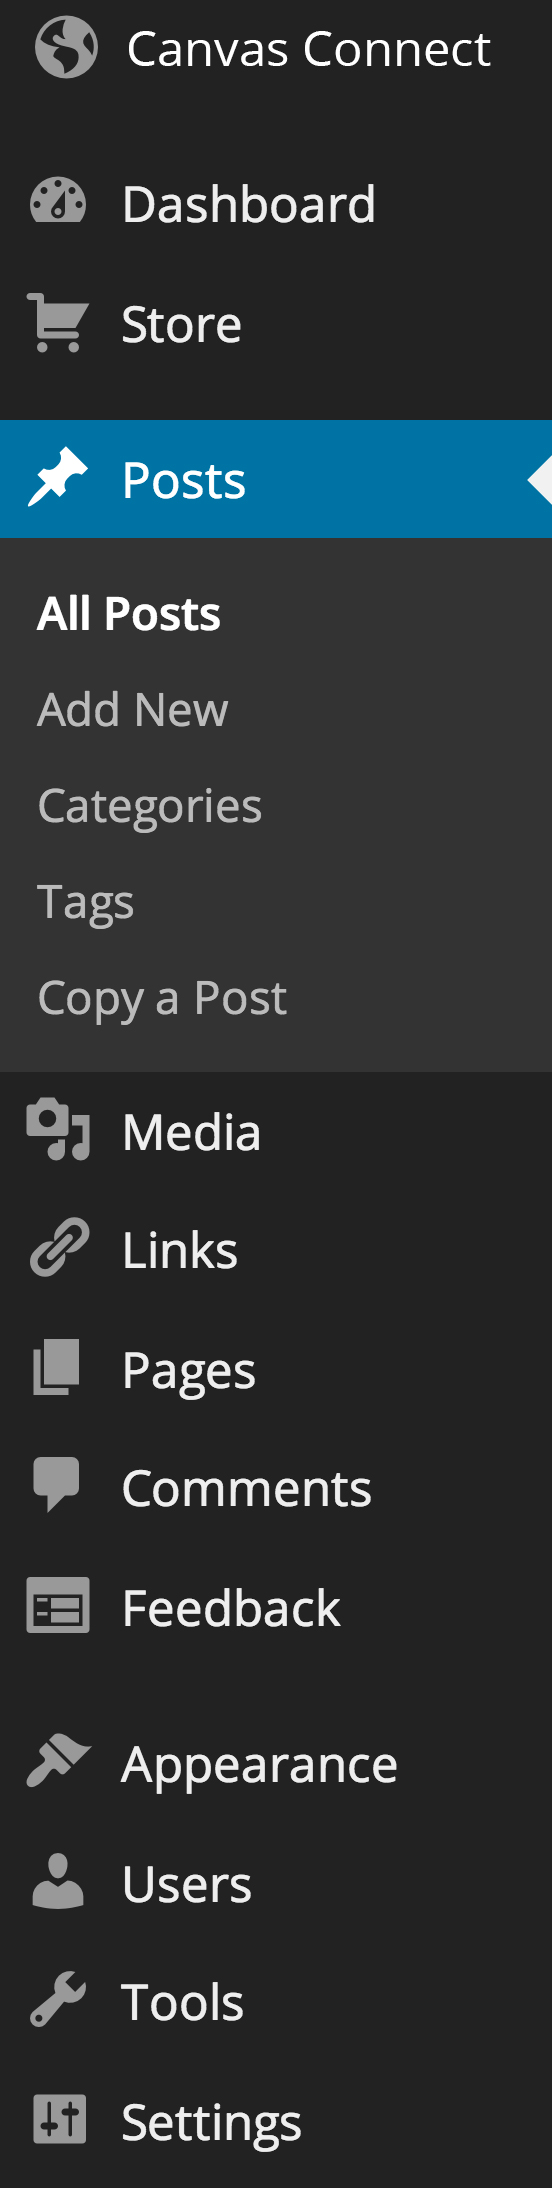 Canvas Connect
Dashboard
Store
Posts
All Posts
Add New
Categories
Tags
Copy a Post
Media
Links
Pages
Comments
Feedback
Appearance
Users
Tools
Settings